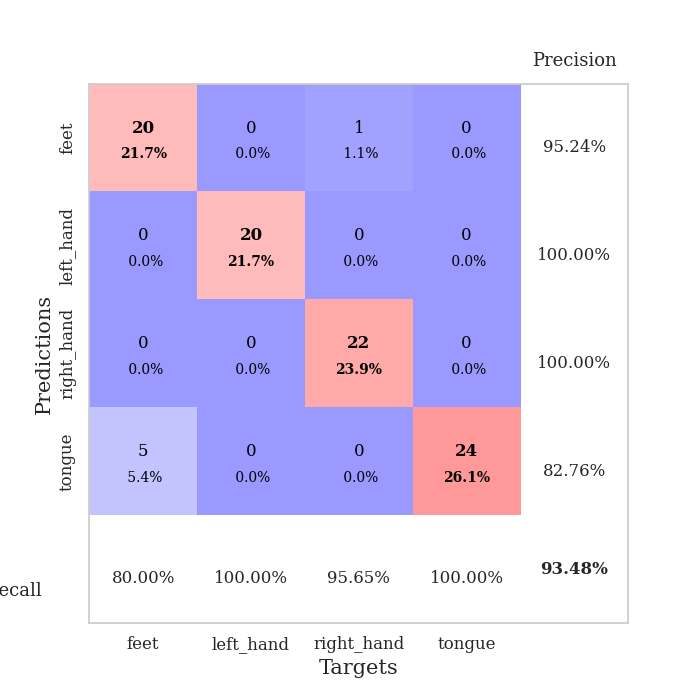 Precision
feet 20 0 1 0 95.24%
21.7% 0.0% 1.1% 0.0%
left_hand 0 20 0 0 100.00%
0.0% 21.7% 0.0% 0.0%
right_hand 0 0 22 0 100.00%
0.0% 0.0% 23.9% 0.0%
tongue 5 0 0 24 82.76%
5.4% 0.0% 0.0% 26.1%
Predictions
ecall 80.00% 100.00% 95.65% 100.00% 93.48%
feet left_hand right_hand tongue
Targets